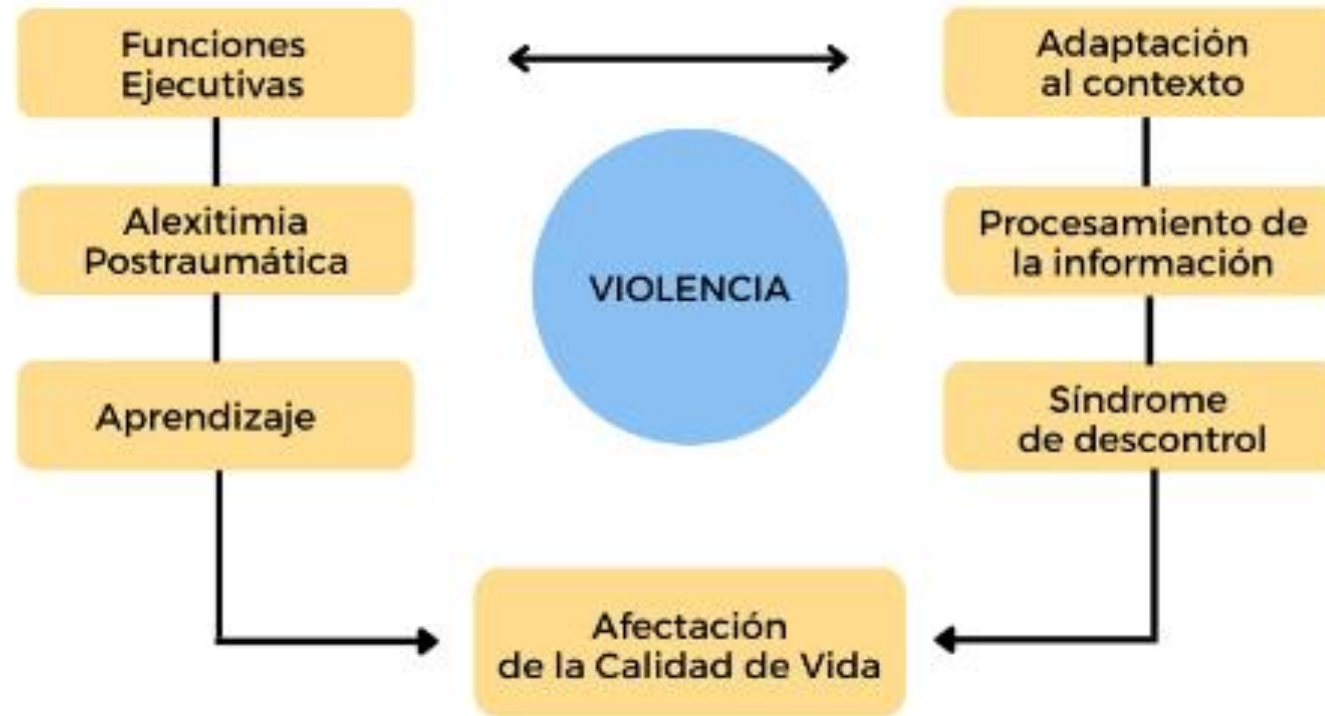 Funciones
Ejecutivas
Adaptación
al contexto
Alexitimia
Postraumática
VIOLENCIA
Procesamiento de
la información
Aprendizaje
Síndrome
de descontrol
Afectación
de la Calidad de Vida